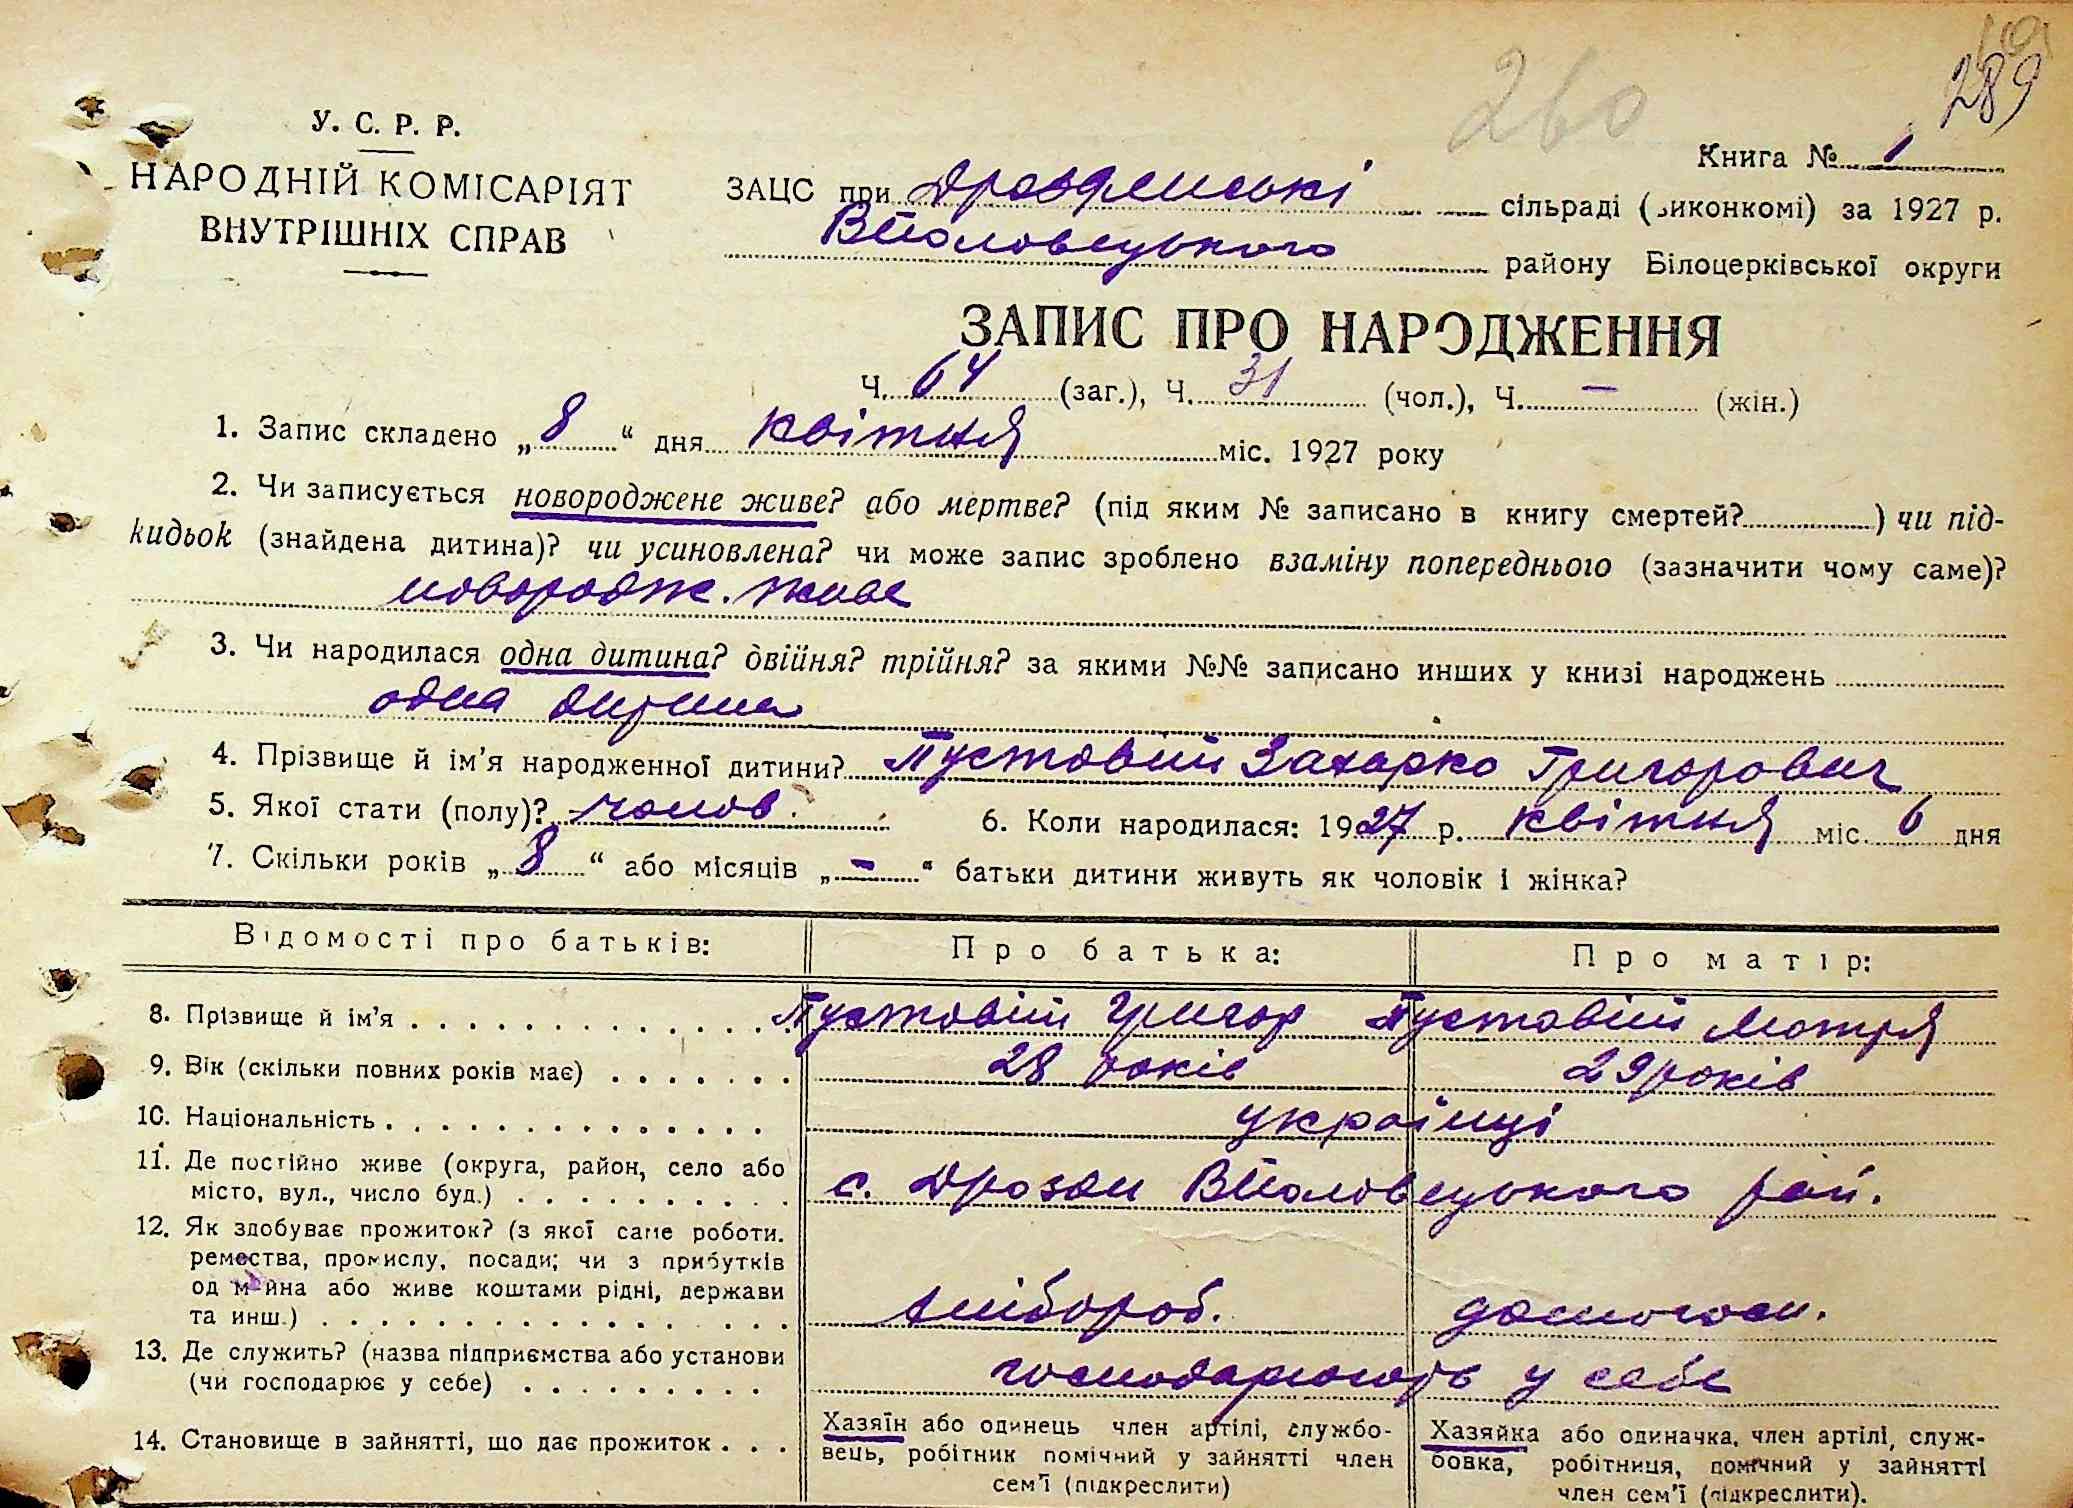 289
260
У. С. Р. Р.
НАРОДНІЙ КОМІСАРІЯТ
ВНУТРІШНІХ СПРАВ
Книга № 1
ЗАЦС при Дроздянські сільраді (виконкомі) за 1927 р.
Вполовецького району Білоцерківської округи
ЗАПИС ПРО НАРОДЖЕННЯ
Ч. 64 (заг.), Ч. 31 (чол.), Ч. — (жін.)
1. Запис складено „8“ дня квітня міс. 1927 року
2. Чи записується новороджене живе? або мертве? (під яким № записано в книгу смертей? ) чи під-
кидьок (знайдена дитина)? чи усиновлена? чи може запис зроблено взаміну попереднього (зазначити чому саме)?
новородж. живе
3. Чи народилася одна дитина? двійня? трійня? за якими №№ записано инших у книзі народжень
одна дитина
4. Прізвище й ім'я народженної дитини? Пустовій Захарко Григорович
5. Якої стати (полу)? чолов. 6. Коли народилася: 1927 р. квітня міс. 6 дня
7. Скільки років „8“ або місяців „—“ батьки дитини живуть як чоловік і жінка?
Відомості про батьків: Про батька: Про матір:
8. Прізвище й ім'я . . . . . . . . . . . . . Пустовій Григор Пустовій Мотря
9. Вік (скільки повних років має) . . . . . . . 28 років 29 років
10. Національність . . . . . . . . . . . . . . українці
11. Де постійно живе (округа, район, село або
місто, вул., число буд.) . . . . . . . . . . с. Дрозди Вполовецького рай.
12. Як здобуває прожиток? (з якої саме роботи.
ремества, промислу, посади; чи з прибутків
од майна або живе коштами рідні, держави
та инш.) . . . . . . . . . . . . . . . . . хлібороб. домогосп.
13. Де служить? (назва підприємства або установи
(чи господарює у себе) . . . . . . . . . господарюють у себе
14. Становище в зайнятті, що дає прожиток . . .
Хазяїн або одинець член артілі, службо-
вець, робітник помічний у зайнятті член
сем'ї (підкреслити)
Хазяйка або одиначка, член артілі, служ-
бовка, робітниця, помічний у зайнятті
член сем'ї (підкреслити).